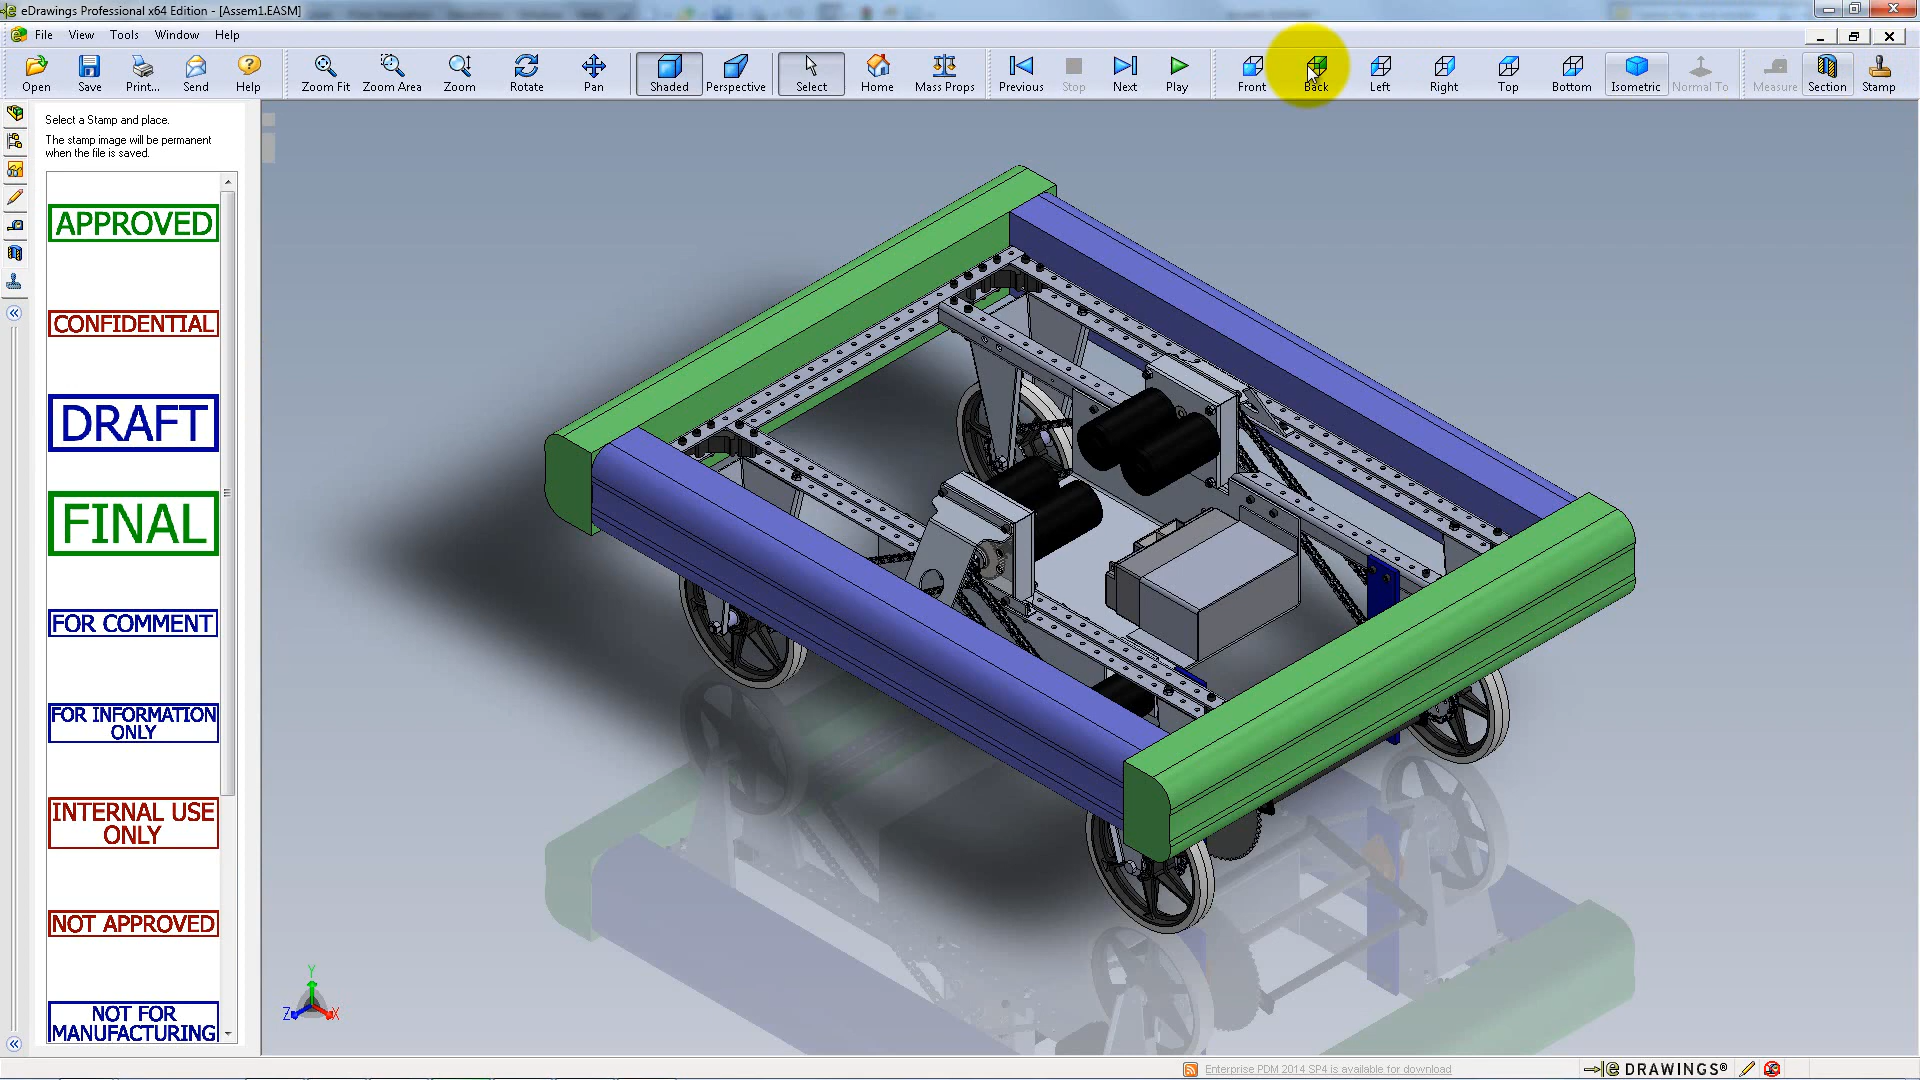 eDrawings Professional x64 Edition - [Assem1.EASM]
File View Tools Window Help
Open Save Print... Send Help Zoom Fit Zoom Area Zoom Rotate Pan Shaded Perspective Select Home Mass Props Previous Stop Next Play Front Back Left Right Top Bottom Isometric Normal To Measure Section Stamp
Select a Stamp and place.
The stamp image will be permanent
when the file is saved.
APPROVED
CONFIDENTIAL
DRAFT
FINAL
FOR COMMENT
FOR INFORMATION
ONLY
INTERNAL USE
ONLY
NOT APPROVED
NOT FOR
MANUFACTURING
Y
Z X
Enterprise PDM 2014 SP4 is available for download
e DRAWINGS®